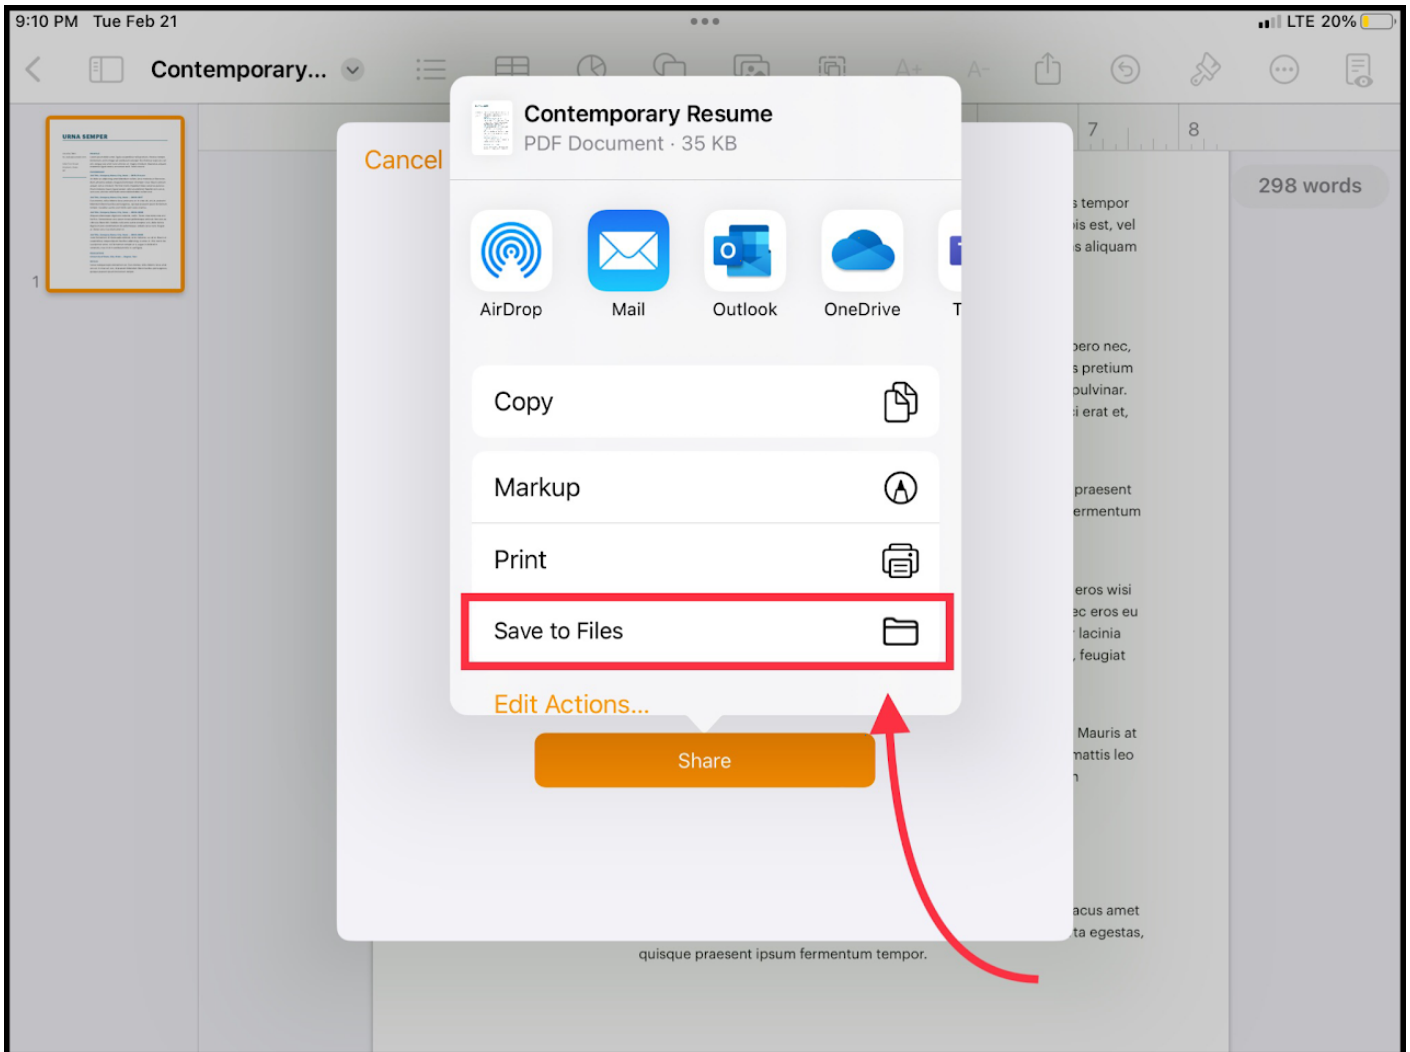 9:10 PM Tue Feb 21
LTE 20%
Contemporary...
A+ A-
URNA SEMPER
1
Cancel
Contemporary Resume
PDF Document · 35 KB
7 8
298 words
AirDrop
Mail
Outlook
OneDrive
T
Copy
Markup
Print
Save to Files
Edit Actions...
Share
s tempor
is est, vel
s aliquam
pero nec,
s pretium
pulvinar.
i erat et,
praesent
ermentum
eros wisi
ec eros eu
lacinia
, feugiat
Mauris at
mattis leo
acus amet
ta egestas,
quisque praesent ipsum fermentum tempor.